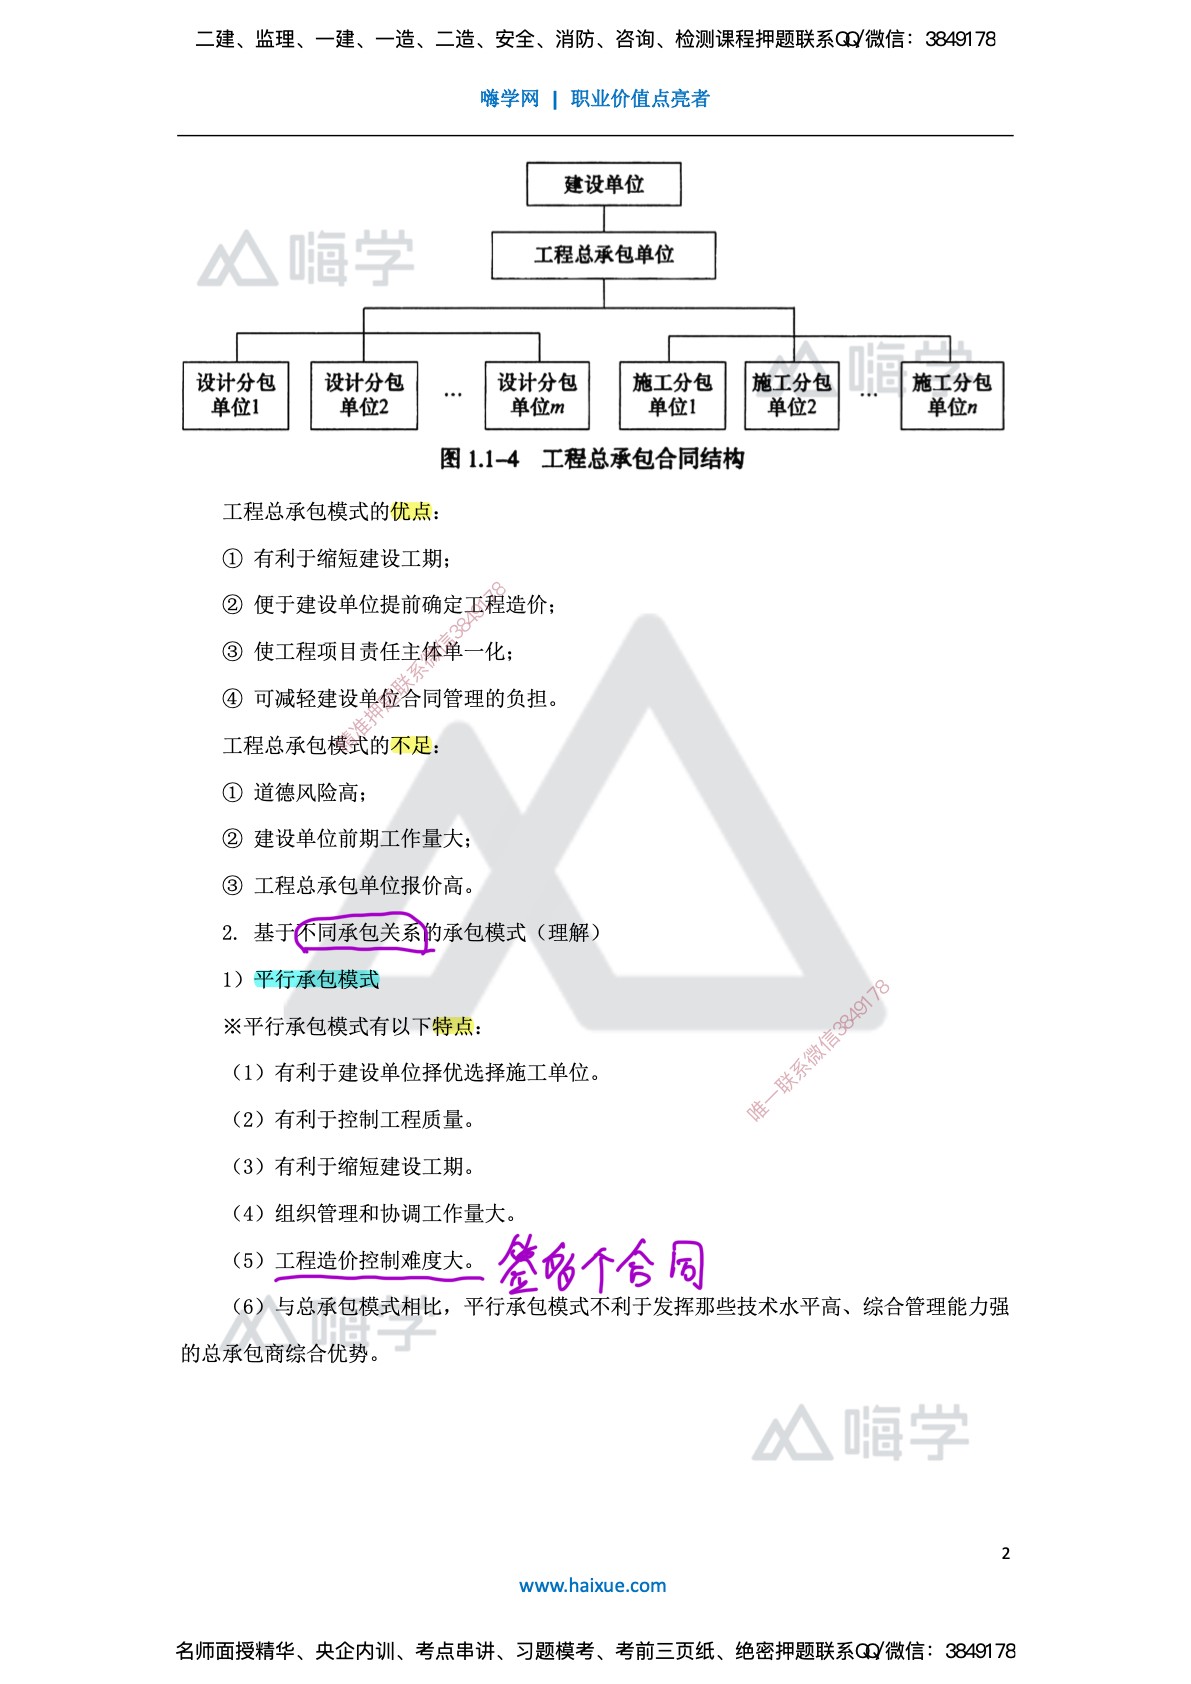 二建、监理、一建、一造、二造、安全、消防、咨询、检测课程押题联系QQ/微信：3849178
嗨学网 | 职业价值点亮者
建设单位
工程总承包单位
嗨学
设计分包单位1
设计分包单位2
…
设计分包单位m
施工分包单位1
施工分包单位2
…
施工分包单位n
嗨学
图 1.1-4 工程总承包合同结构
工程总承包模式的优点：
① 有利于缩短建设工期；
② 便于建设单位提前确定工程造价；
③ 使工程项目责任主体单一化；
④ 可减轻建设单位合同管理的负担。
精准押题联系微信3849178
工程总承包模式的不足：
① 道德风险高；
② 建设单位前期工作量大；
③ 工程总承包单位报价高。
2. 基于不同承包关系的承包模式（理解）
1）平行承包模式
※平行承包模式有以下特点：
（1）有利于建设单位择优选择施工单位。
唯一联系微信3849178
（2）有利于控制工程质量。
（3）有利于缩短建设工期。
（4）组织管理和协调工作量大。
（5）工程造价控制难度大。 签多个合同
（6）与总承包模式相比，平行承包模式不利于发挥那些技术水平高、综合管理能力强
的总承包商综合优势。
嗨学
嗨学
2
www.haixue.com
名师面授精华、央企内训、考点串讲、习题模考、考前三页纸、绝密押题联系QQ/微信：3849178